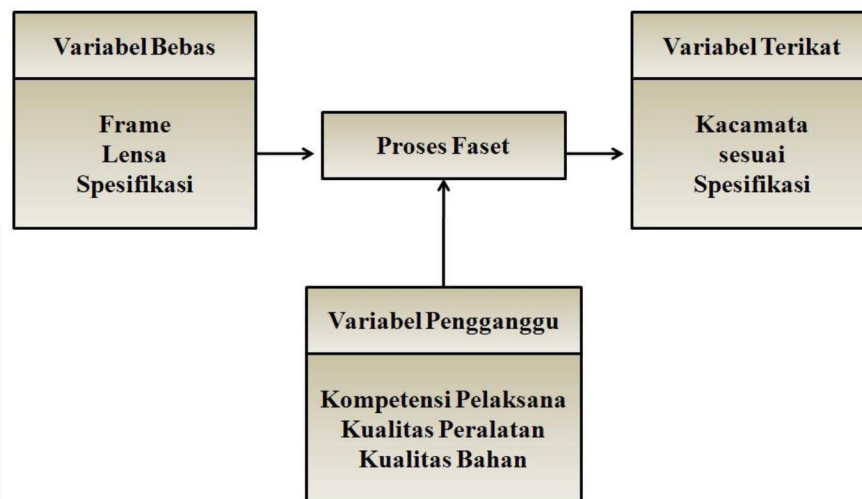 Variabel Bebas
Frame
Lensa
Spesifikasi
Proses Faset
Variabel Terikat
Kacamata
sesuai
Spesifikasi
Variabel Pengganggu
Kompetensi Pelaksana
Kualitas Peralatan
Kualitas Bahan